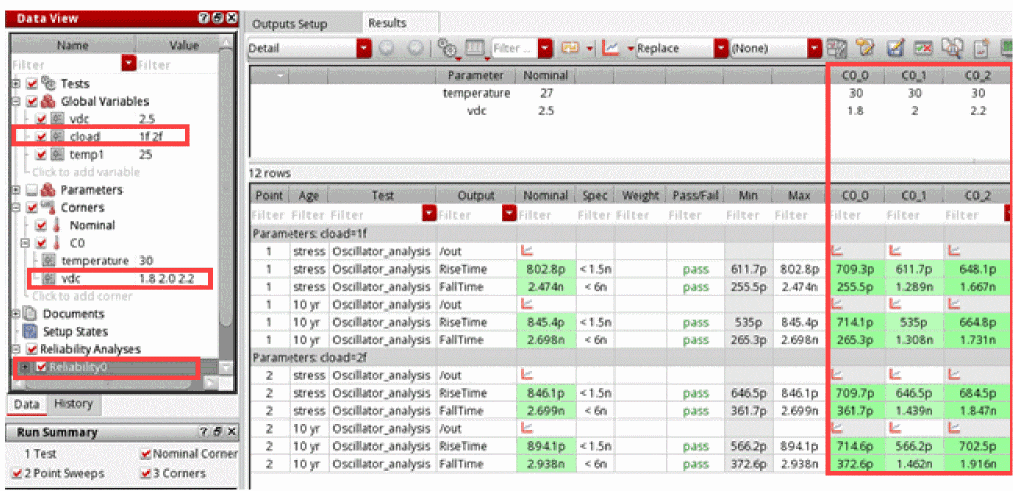 Data View
Name Value
Filter Filter
Tests
Global Variables
vdc 2.5
cload 1f 2f
temp1 25
Click to add variable
Parameters
Corners
Nominal
C0
temperature 30
vdc 1.8 2.0 2.2
Click to add corner
Documents
Setup States
Reliability Analyses
Reliability0
Data History
Run Summary
1 Test Nominal Corner
2 Point Sweeps 3 Corners
Outputs Setup Results
Detail Filter ... Replace (None)
Parameter Nominal C0_0 C0_1 C0_2
temperature 27 30 30 30
vdc 2.5 1.8 2 2.2
12 rows
Point Age Test Output Nominal Spec Weight Pass/Fail Min Max C0_0 C0_1 C0_2
Filter Filter Filter Filter Filter Filter Filter Filter Filter Filter Filter Filter Filter
Parameters: cload=1f
1 stress Oscillator_analysis /out
1 stress Oscillator_analysis RiseTime 802.8p < 1.5n pass 611.7p 802.8p 709.3p 611.7p 648.1p
1 stress Oscillator_analysis FallTime 2.474n < 6n pass 255.5p 2.474n 255.5p 1.289n 1.667n
1 10 yr Oscillator_analysis /out
1 10 yr Oscillator_analysis RiseTime 845.4p < 1.5n pass 535p 845.4p 714.1p 535p 664.8p
1 10 yr Oscillator_analysis FallTime 2.698n < 6n pass 265.3p 2.698n 265.3p 1.308n 1.731n
Parameters: cload=2f
2 stress Oscillator_analysis /out
2 stress Oscillator_analysis RiseTime 846.1p < 1.5n pass 646.5p 846.1p 709.7p 646.5p 684.5p
2 stress Oscillator_analysis FallTime 2.699n < 6n pass 361.7p 2.699n 361.7p 1.439n 1.847n
2 10 yr Oscillator_analysis /out
2 10 yr Oscillator_analysis RiseTime 894.1p < 1.5n pass 566.2p 894.1p 714.6p 566.2p 702.5p
2 10 yr Oscillator_analysis FallTime 2.938n < 6n pass 372.6p 2.938n 372.6p 1.462n 1.916n